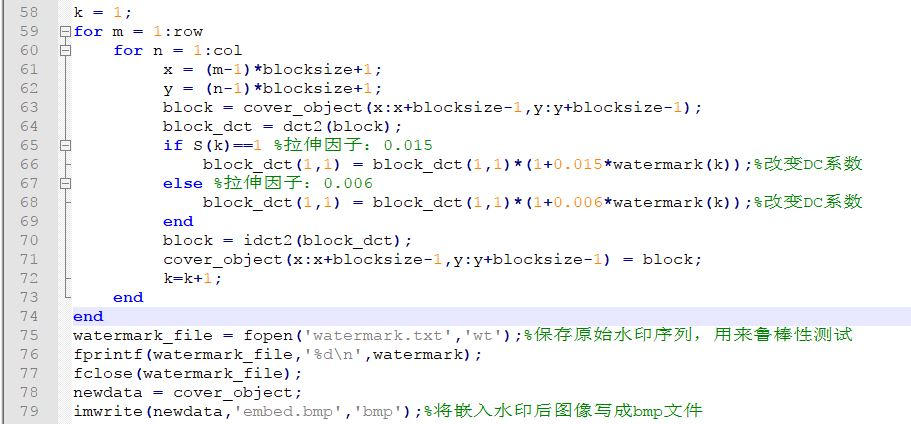 58 k = 1;
59 for m = 1:row
60 for n = 1:col
61 x = (m-1)*blocksize+1;
62 y = (n-1)*blocksize+1;
63 block = cover_object(x:x+blocksize-1,y:y+blocksize-1);
64 block_dct = dct2(block);
65 if S(k)==1 %拉伸因子：0.015
66 block_dct(1,1) = block_dct(1,1)*(1+0.015*watermark(k));%改变DC系数
67 else %拉伸因子：0.006
68 block_dct(1,1) = block_dct(1,1)*(1+0.006*watermark(k));%改变DC系数
69 end
70 block = idct2(block_dct);
71 cover_object(x:x+blocksize-1,y:y+blocksize-1) = block;
72 k=k+1;
73 end
74 end
75 watermark_file = fopen('watermark.txt','wt');%保存原始水印序列，用来鲁棒性测试
76 fprintf(watermark_file,'%d\n',watermark);
77 fclose(watermark_file);
78 newdata = cover_object;
79 imwrite(newdata,'embed.bmp','bmp');%将嵌入水印后图像写成bmp文件